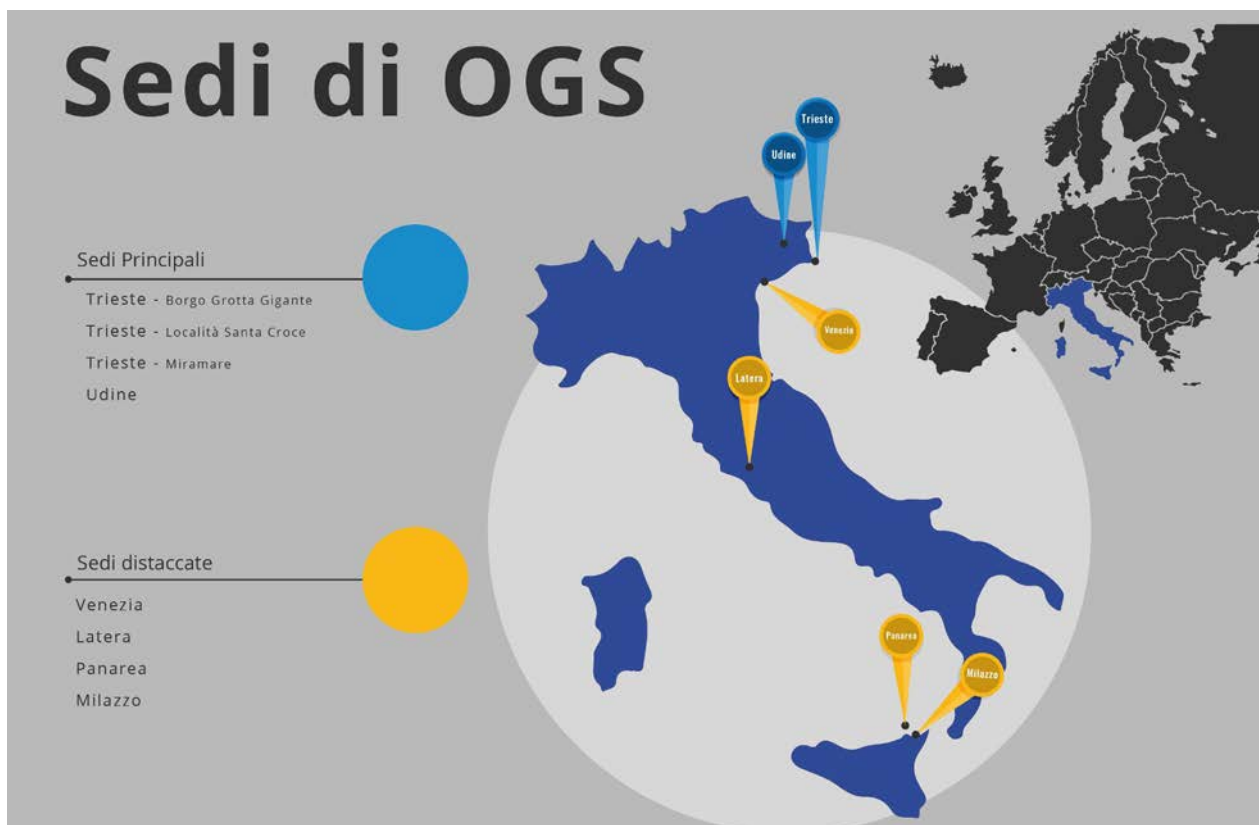 Sedi di OGS
Sedi Principali
Trieste - Borgo Grotta Gigante
Trieste - Località Santa Croce
Trieste - Miramare
Udine
Sedi distaccate
Venezia
Latera
Panarea
Milazzo
Trieste
Udine
Venezia
Latera
Panarea
Milazzo